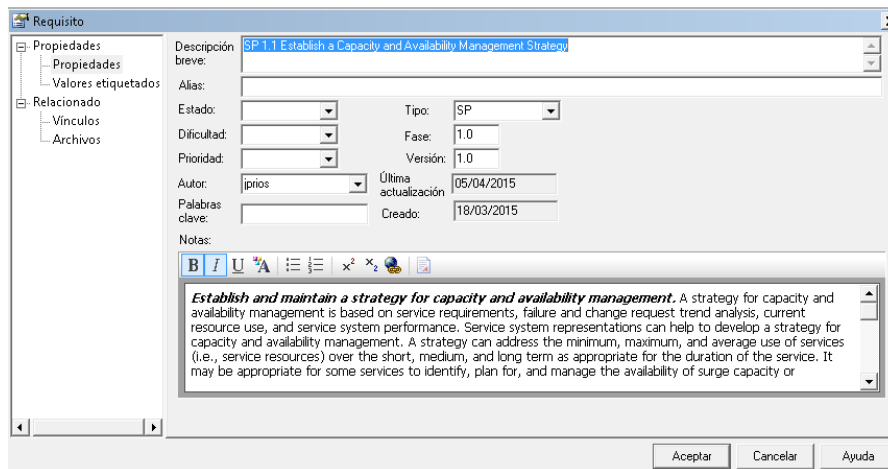 Requisito
Propiedades
Propiedades
Valores etiquetados
Relacionado
Vínculos
Archivos
Descripción breve: SP 1.1 Establish a Capacity and Availability Management Strategy
Alias:
Estado: Tipo: SP
Dificultad: Fase: 1.0
Prioridad: Versión: 1.0
Autor: jprios Última actualización 05/04/2015
Palabras clave: Creado: 18/03/2015
Notas:
B I U A x² x₂
Establish and maintain a strategy for capacity and availability management. A strategy for capacity and
availability management is based on service requirements, failure and change request trend analysis, current
resource use, and service system performance. Service system representations can help to develop a strategy for
capacity and availability management. A strategy can address the minimum, maximum, and average use of services
(i.e., service resources) over the short, medium, and long term as appropriate for the duration of the service. It
may be appropriate for some services to identify, plan for, and manage the availability of surge capacity or
Aceptar Cancelar Ayuda